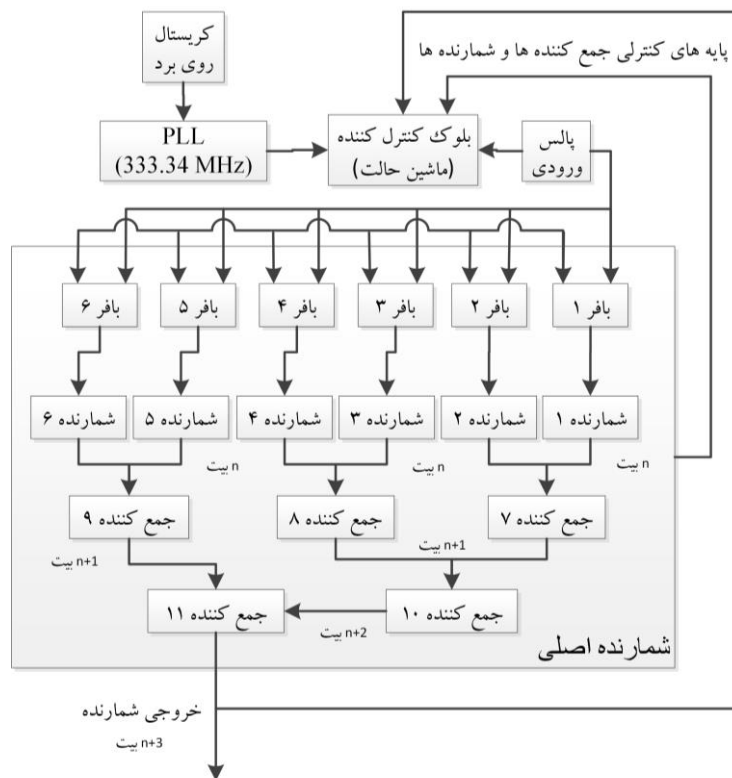 کریستال
روی برد
پایه های کنترلی جمع کننده ها و شمارنده ها
PLL
(333.34 MHz)
بلوک کنترل کننده
(ماشین حالت)
پالس
ورودی
بافر ۱
بافر ۲
بافر ۳
بافر ۴
بافر ۵
بافر ۶
شمارنده ۱
شمارنده ۲
شمارنده ۳
شمارنده ۴
شمارنده ۵
شمارنده ۶
n بیت
n بیت
n بیت
جمع کننده ۷
جمع کننده ۸
جمع کننده ۹
n+1 بیت
n+1 بیت
جمع کننده ۱۰
جمع کننده ۱۱
n+2 بیت
شمارنده اصلی
خروجی شمارنده
n+3 بیت